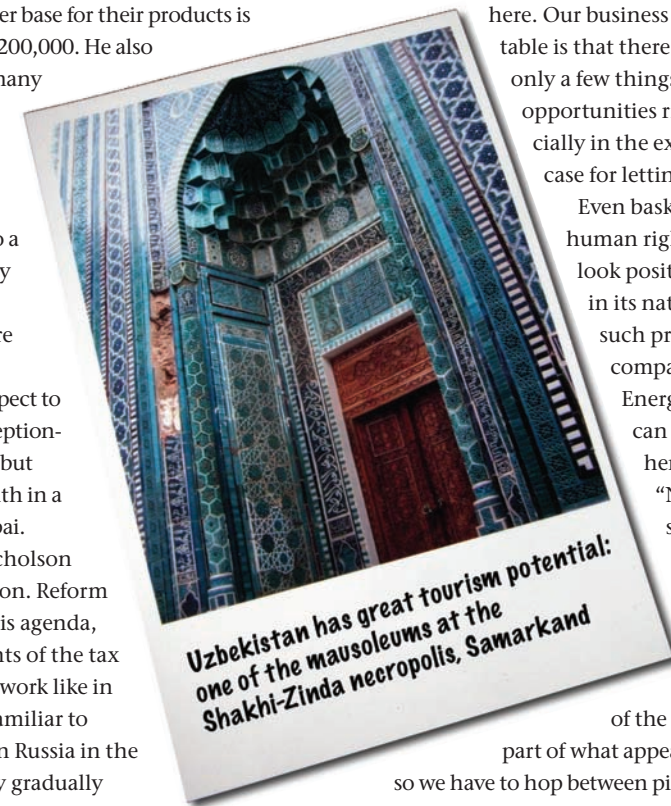 er base for their products is
200,000. He also
many
o a
y
re
pect to
eption-
but
th in a
bai.
cholson
on. Reform
is agenda,
nts of the tax
work like in
amiliar to
n Russia in the
y gradually
Uzbekistan has great tourism potential:
one of the mausoleums at the
Shakhi-Zinda necropolis, Samarkand
here. Our business
table is that there
only a few things
opportunities r
cially in the ex
case for lettin
Even bask
human righ
look posit
in its nat
such pr
compa
Energ
can
her
“N
s
of the
part of what appea
so we have to hop between pi